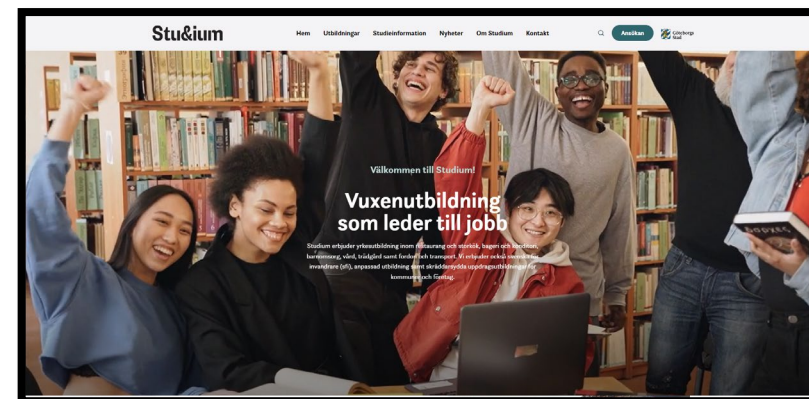 Stu&ium
Hem Utbildningar Studieinformation Nyheter Om Studium Kontakt
Ansökan
Göteborgs
Stad
Välkommen till Studium!
Vuxenutbildning
som leder till jobb
Studium erbjuder yrkesutbildning inom restaurang och storkök, bageri och konditori,
barnomsorg, vård, trädgård samt fordon och transport. Vi erbjuder också svenska för
invandrare (sfi), anpassad utbildning samt skräddarsydda uppdragsutbildningar för
kommuner och företag.